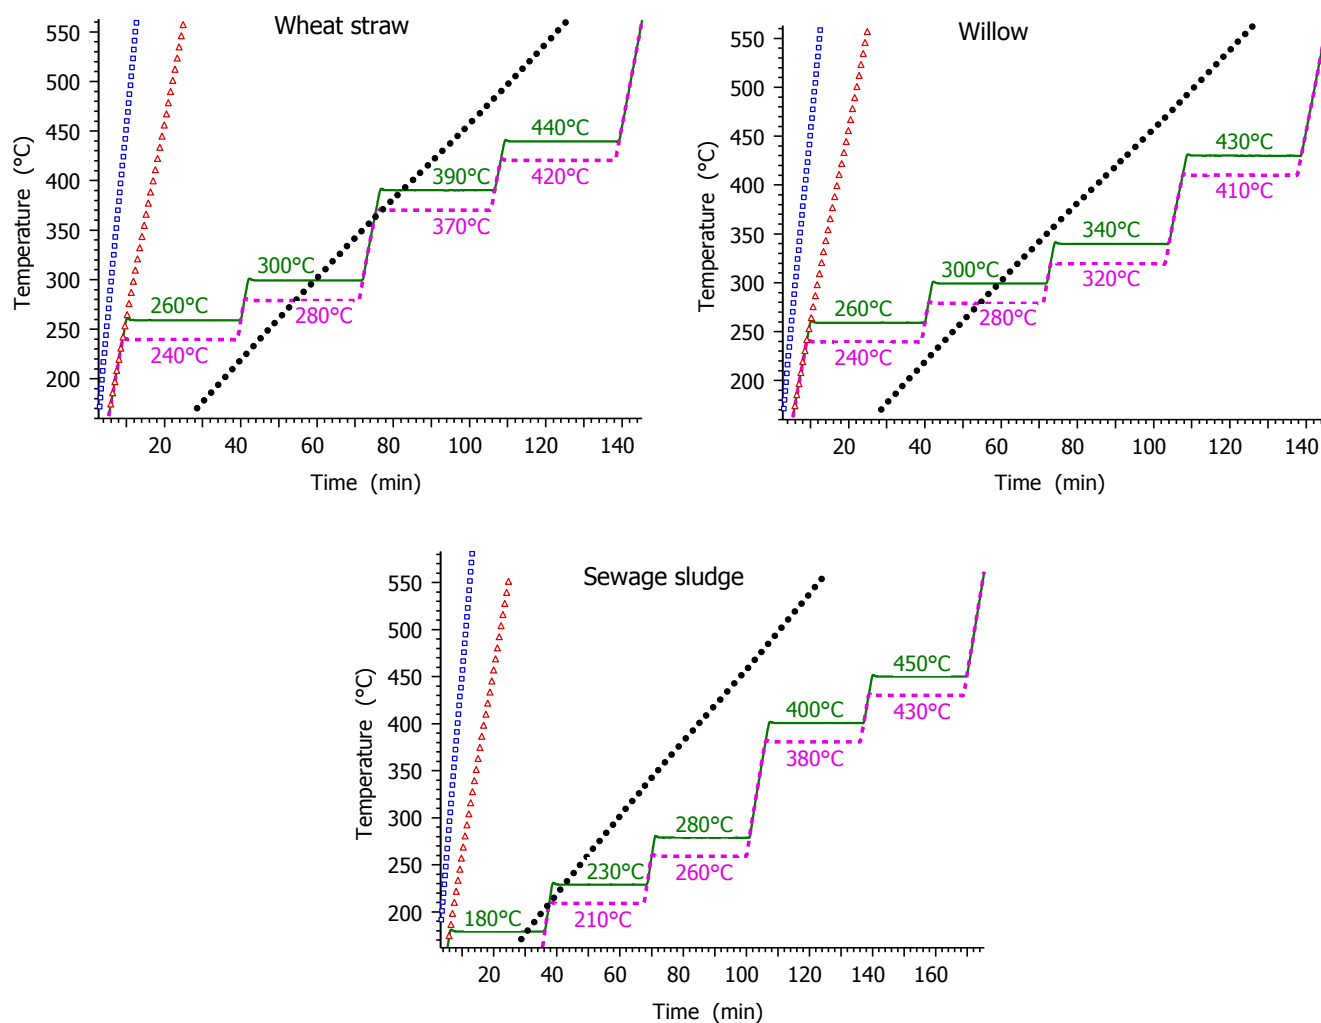 Wheat straw
550
500
450
400
350
300
250
200
Temperature (°C)
440°C
420°C
390°C
370°C
300°C
280°C
260°C
240°C
20 40 60 80 100 120 140
Time (min)
Willow
550
500
450
400
350
300
250
200
Temperature (°C)
430°C
410°C
340°C
320°C
300°C
280°C
260°C
240°C
20 40 60 80 100 120 140
Time (min)
Sewage sludge
550
500
450
400
350
300
250
200
Temperature (°C)
450°C
430°C
400°C
380°C
280°C
260°C
230°C
210°C
180°C
20 40 60 80 100 120 140 160
Time (min)